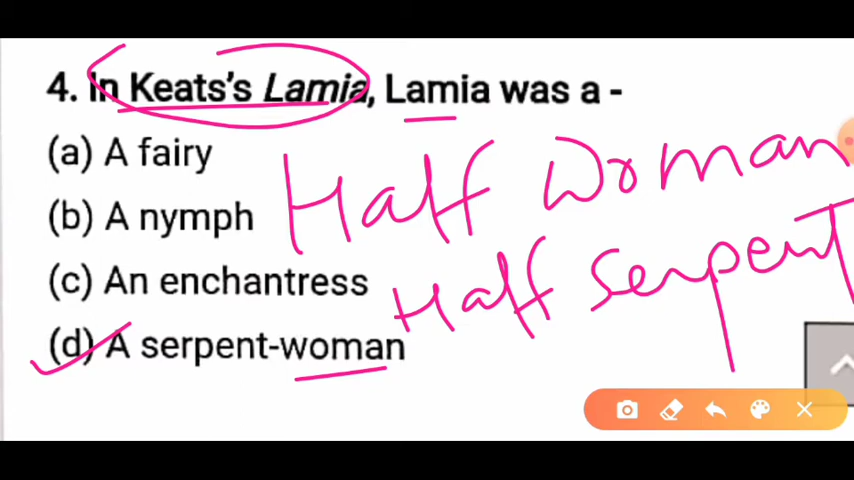 4. In Keats's Lamia, Lamia was a -
(a) A fairy
Half Woman
(b) A nymph
Half Serpent
(c) An enchantress
(d) A serpent-woman